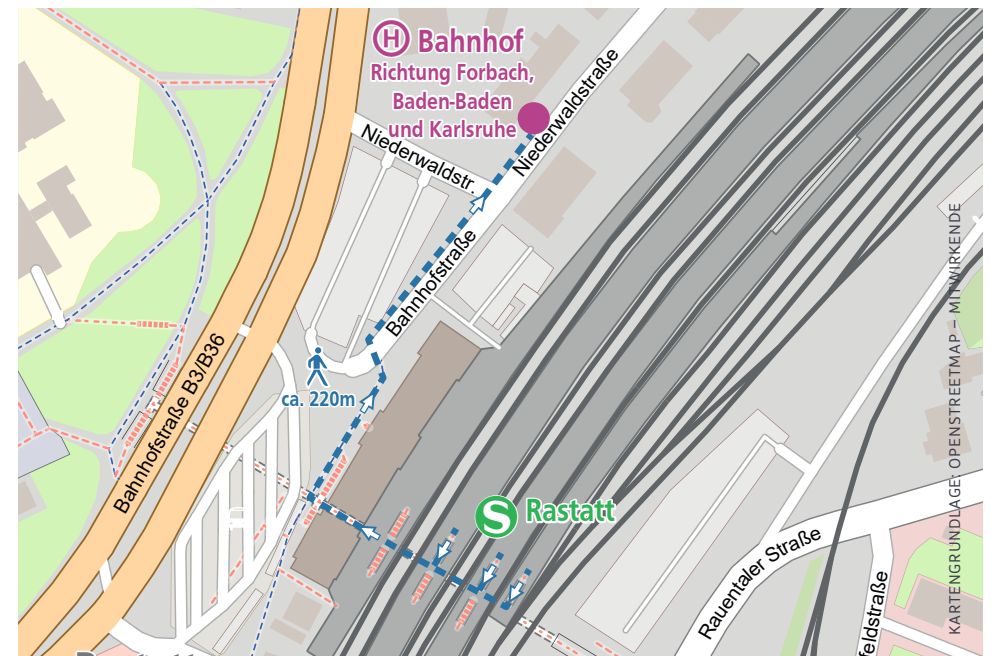 H Bahnhof
Richtung Forbach,
Baden-Baden
und Karlsruhe
Niederwaldstraße
Niederwaldstr.
Bahnhofstraße
Bahnhofstraße B3/B36
ca. 220m
S Rastatt
Rauentaler Straße
feldstraße
KARTENGRUNDLAGE: OPENSTREETMAP – MITWIRKENDE